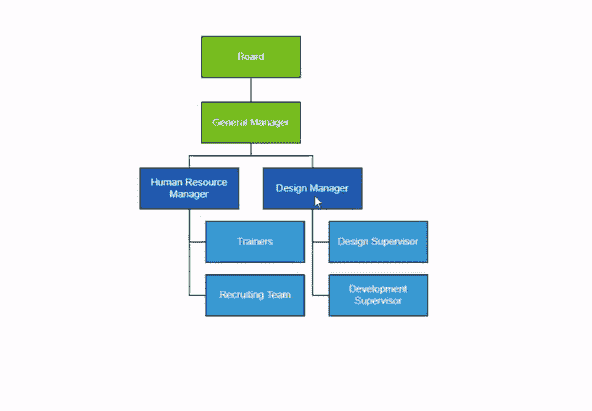 Board
General Manager
Human Resource
Manager
Design Manager
Trainers
Design Supervisor
Recruiting Team
Development
Supervisor